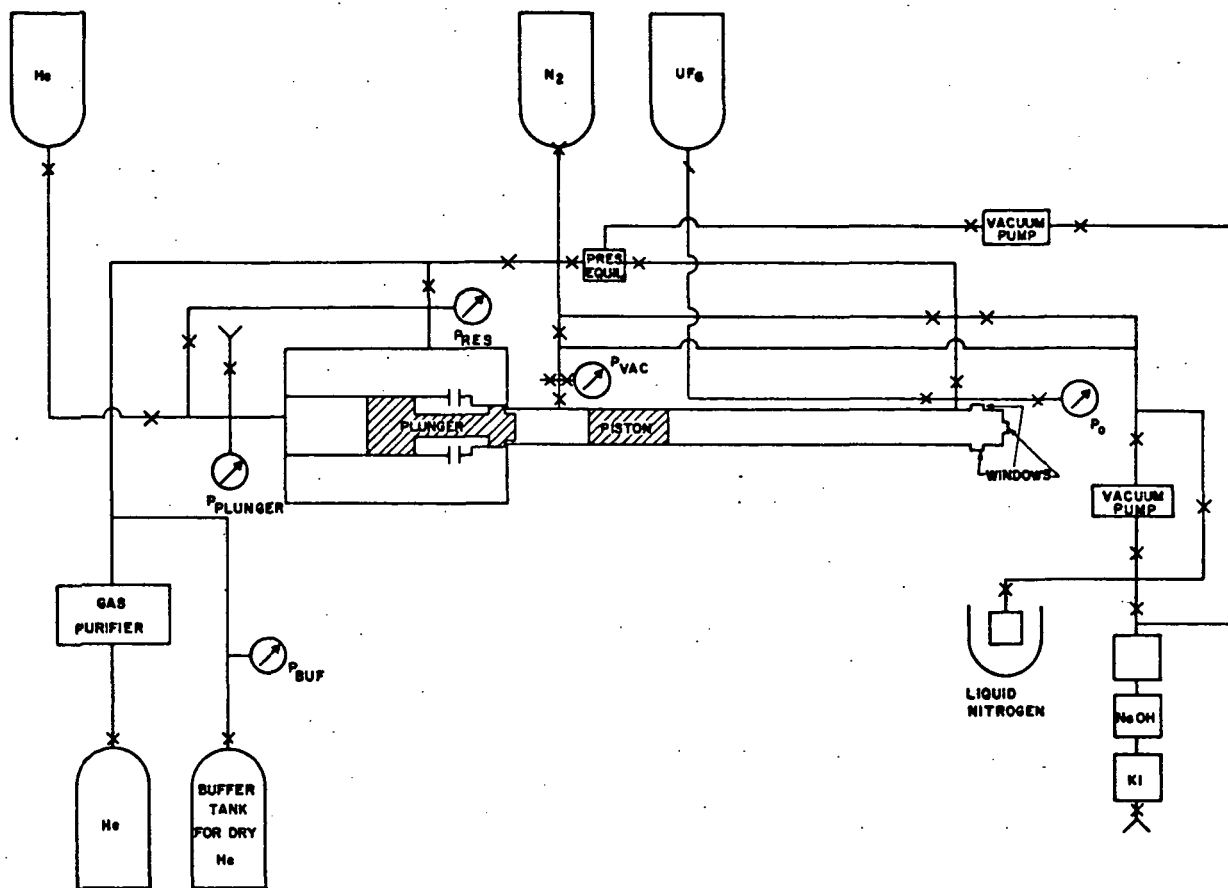 He
N2
UF6
VACUUM
PUMP
PRES
EQUIL
PRES
PVAC
PLUNGER
PISTON
Po
WINDOWS
PPLUNGER
VACUUM
PUMP
GAS
PURIFIER
PBUF
LIQUID
NITROGEN
NaOH
KI
He
BUFFER
TANK
FOR DRY
He